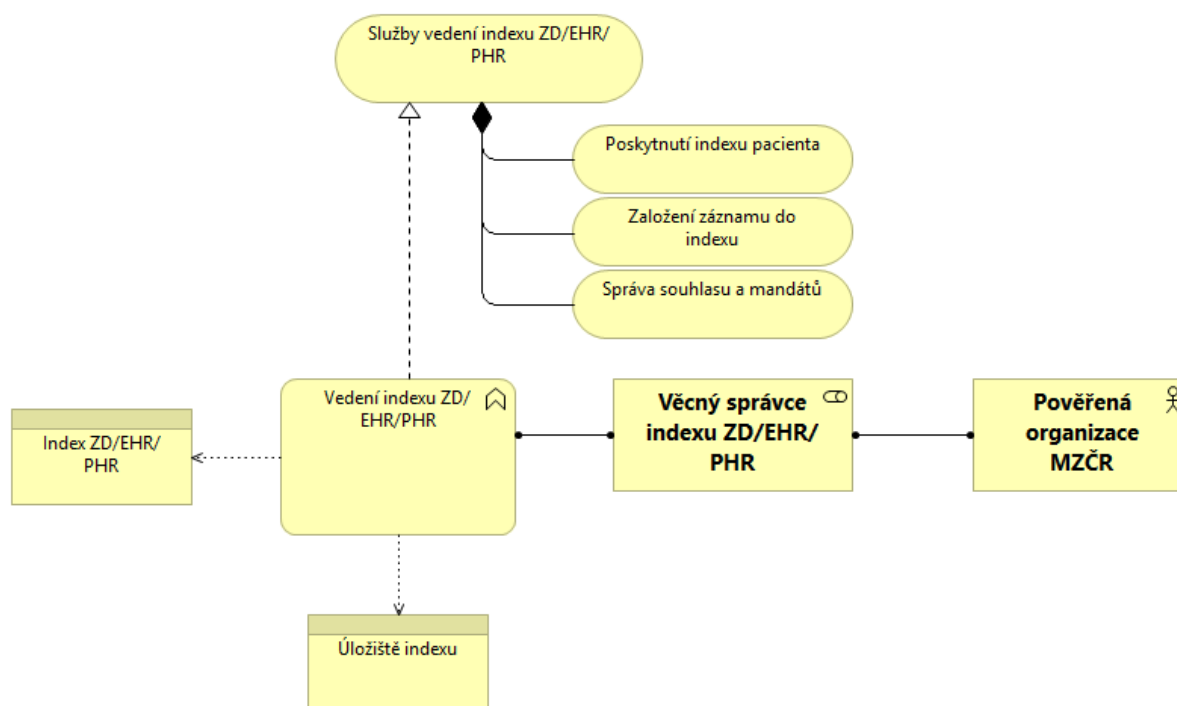 Služby vedení indexu ZD/EHR/
PHR
Poskytnutí indexu pacienta
Založení záznamu do
indexu
Správa souhlasu a mandátů
Vedení indexu ZD/
EHR/PHR
Věcný správce
indexu ZD/EHR/
PHR
Pověřená
organizace
MZČR
Index ZD/EHR/
PHR
Úložiště indexu